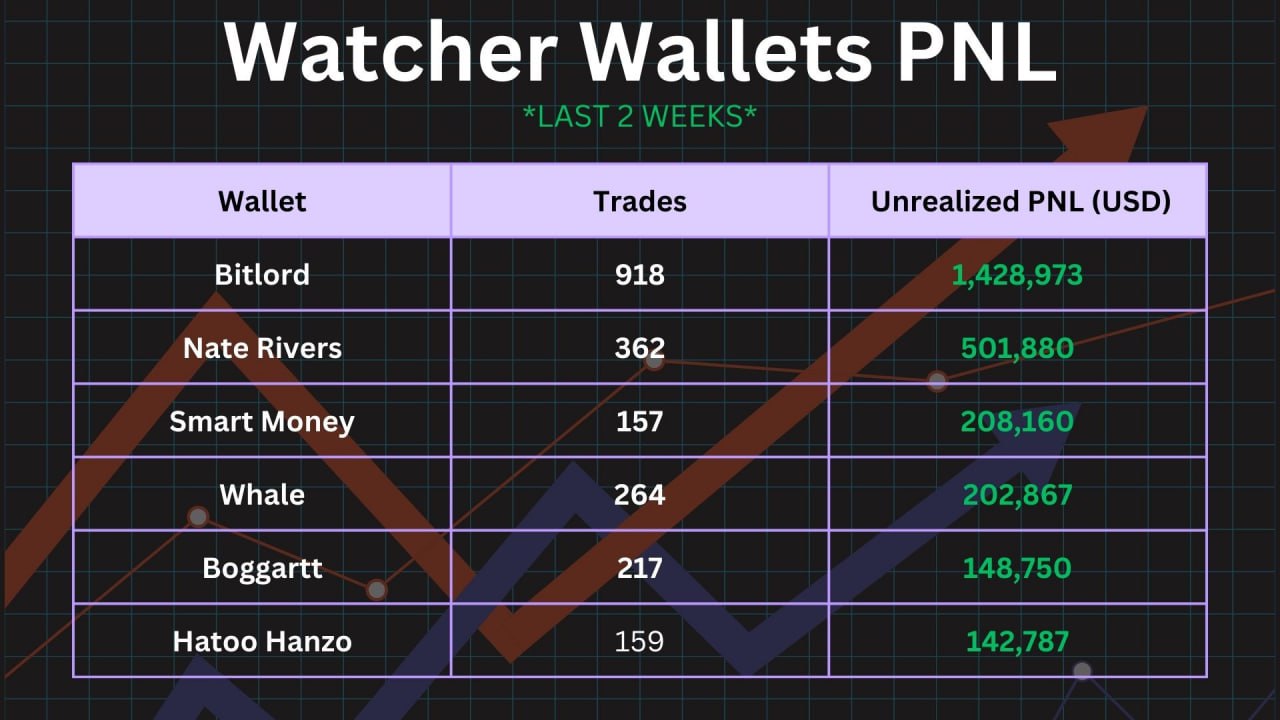 Watcher Wallets PNL
*LAST 2 WEEKS*
Wallet Trades Unrealized PNL (USD)
Bitlord 918 1,428,973
Nate Rivers 362 501,880
Smart Money 157 208,160
Whale 264 202,867
Boggartt 217 148,750
Hatoo Hanzo 159 142,787